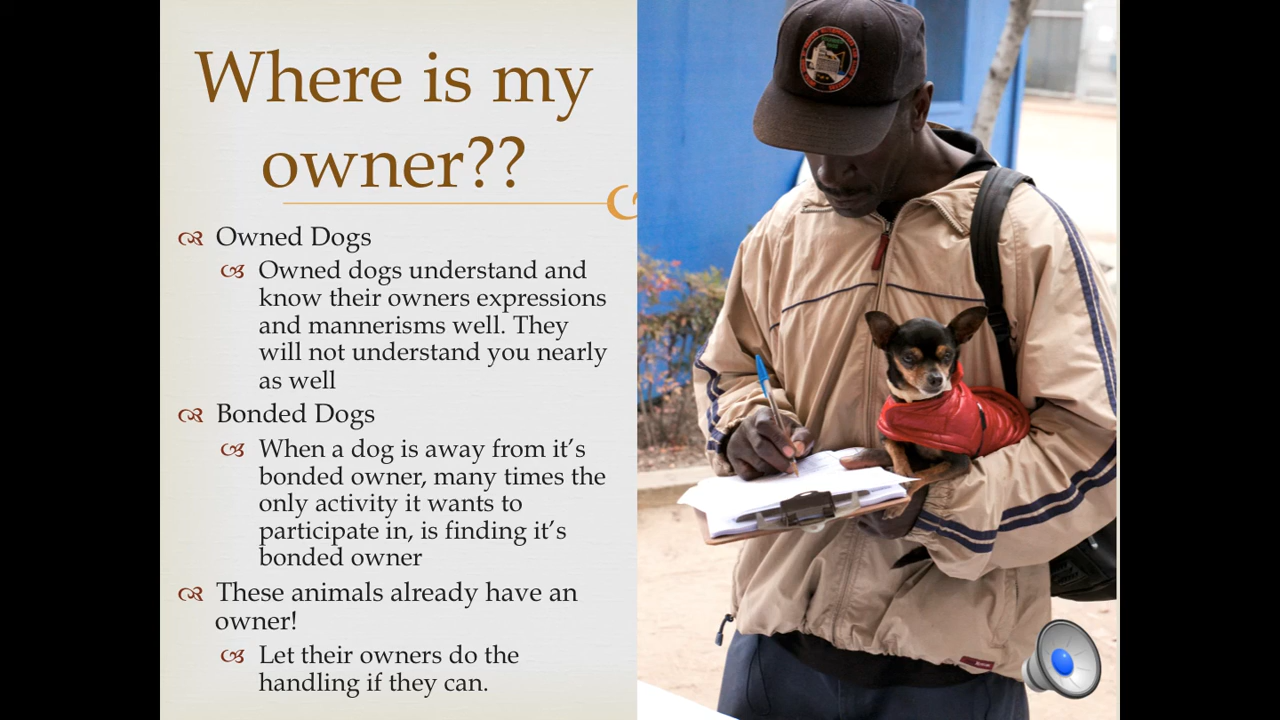 Where is my
owner??
Owned Dogs
Owned dogs understand and
know their owners expressions
and mannerisms well. They
will not understand you nearly
as well
Bonded Dogs
When a dog is away from it’s
bonded owner, many times the
only activity it wants to
participate in, is finding it’s
bonded owner
These animals already have an
owner!
Let their owners do the
handling if they can.